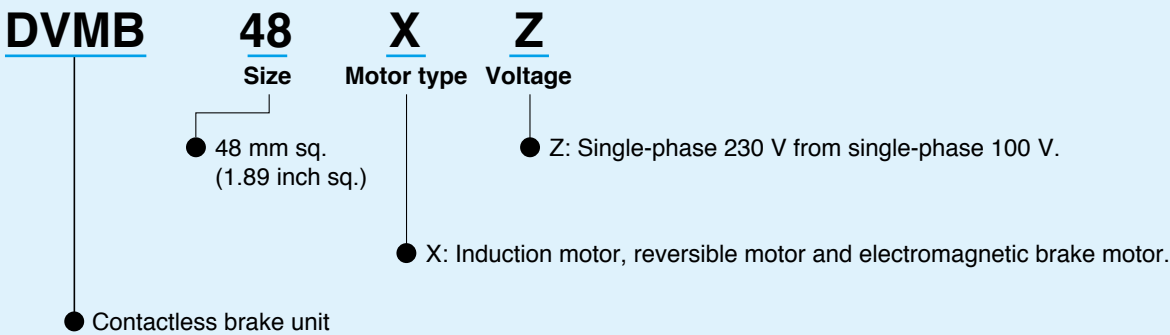 DVMB 48 X Z
Size Motor type Voltage
48 mm sq.
(1.89 inch sq.)
Z: Single-phase 230 V from single-phase 100 V.
X: Induction motor, reversible motor and electromagnetic brake motor.
Contactless brake unit